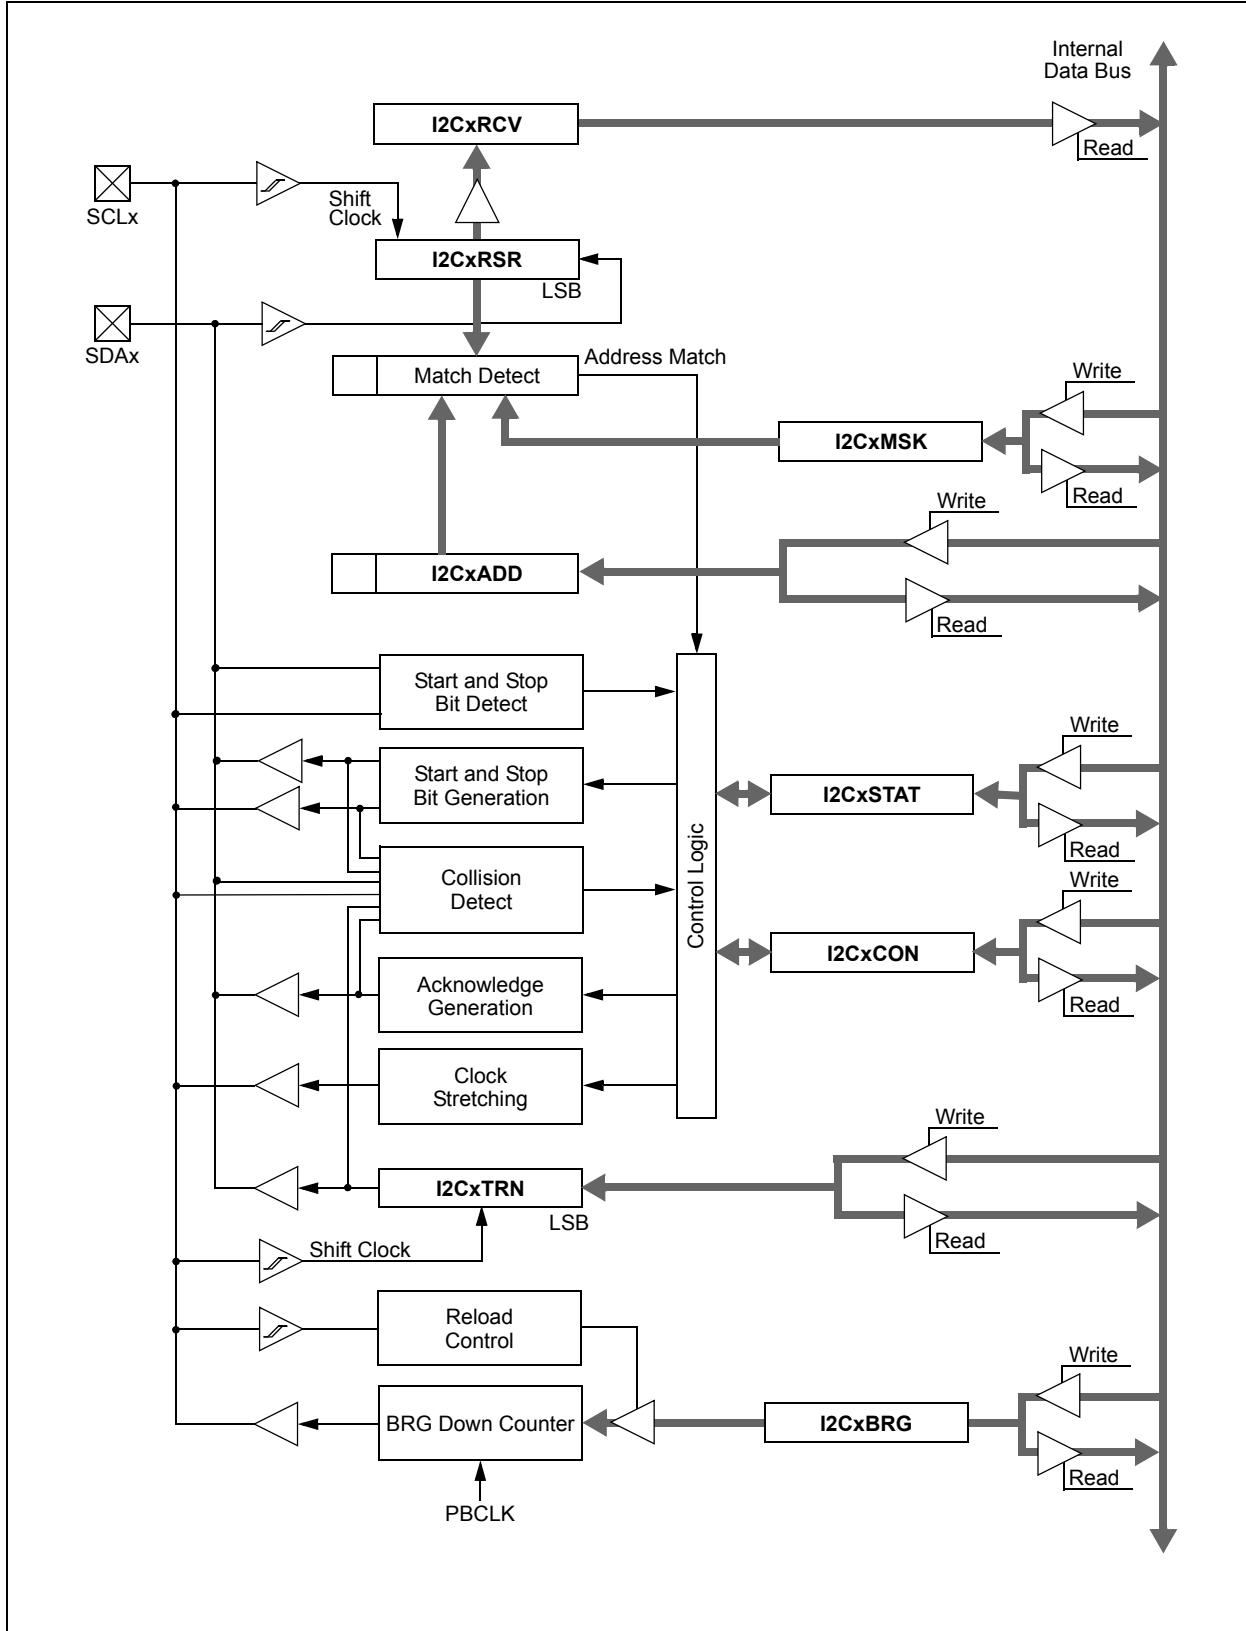 Internal
Data Bus
I2CxRCV
Read
SCLx
Shift
Clock
I2CxRSR
LSB
SDAx
Address Match
Match Detect
Write
I2CxMSK
Read
Write
I2CxADD
Read
Start and Stop
Bit Detect
Write
Start and Stop
Bit Generation
I2CxSTAT
Read
Control Logic
Collision
Detect
Write
I2CxCON
Read
Acknowledge
Generation
Clock
Stretching
Write
I2CxTRN
LSB
Read
Shift Clock
Reload
Control
Write
BRG Down Counter
I2CxBRG
Read
PBCLK